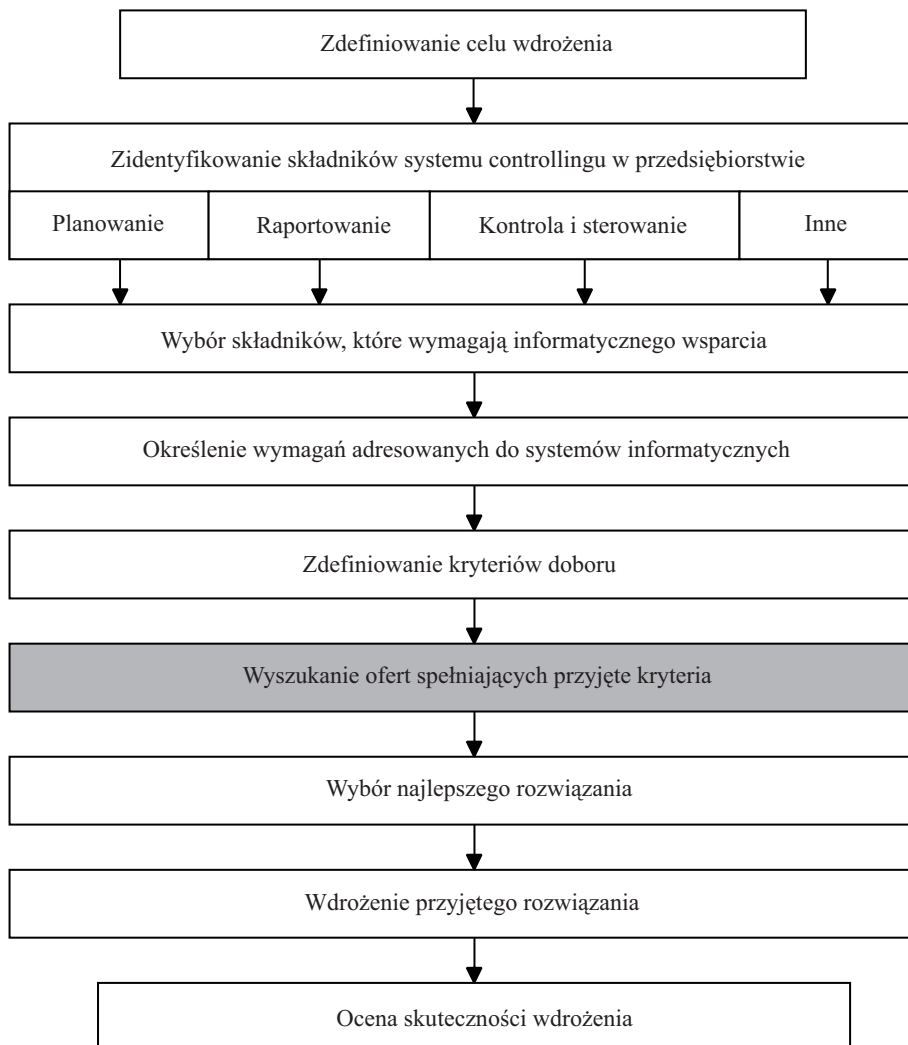 Zdefiniowanie celu wdrożenia
Zidentyfikowanie składników systemu controllingu w przedsiębiorstwie
Planowanie
Raportowanie
Kontrola i sterowanie
Inne
Wybór składników, które wymagają informatycznego wsparcia
Określenie wymagań adresowanych do systemów informatycznych
Zdefiniowanie kryteriów doboru
Wyszukanie ofert spełniających przyjęte kryteria
Wybór najlepszego rozwiązania
Wdrożenie przyjętego rozwiązania
Ocena skuteczności wdrożenia